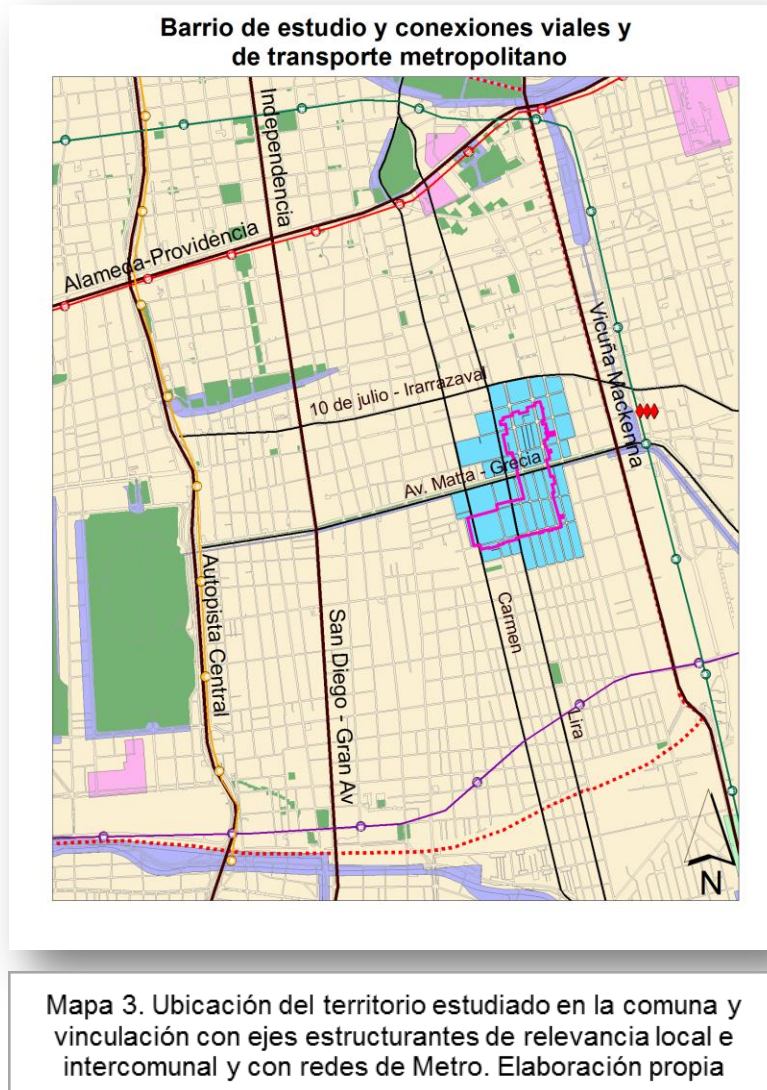 Barrio de estudio y conexiones viales y
de transporte metropolitano
Independencia
Alameda-Providencia
Vicuña Mackenna
10 de julio - Irarrazaval
Av. Matta - Grecia
Autopista Central
San Diego - Gran Av
Carmen
Lira
N
Mapa 3. Ubicación del territorio estudiado en la comuna y
vinculación con ejes estructurantes de relevancia local e
intercomunal y con redes de Metro. Elaboración propia